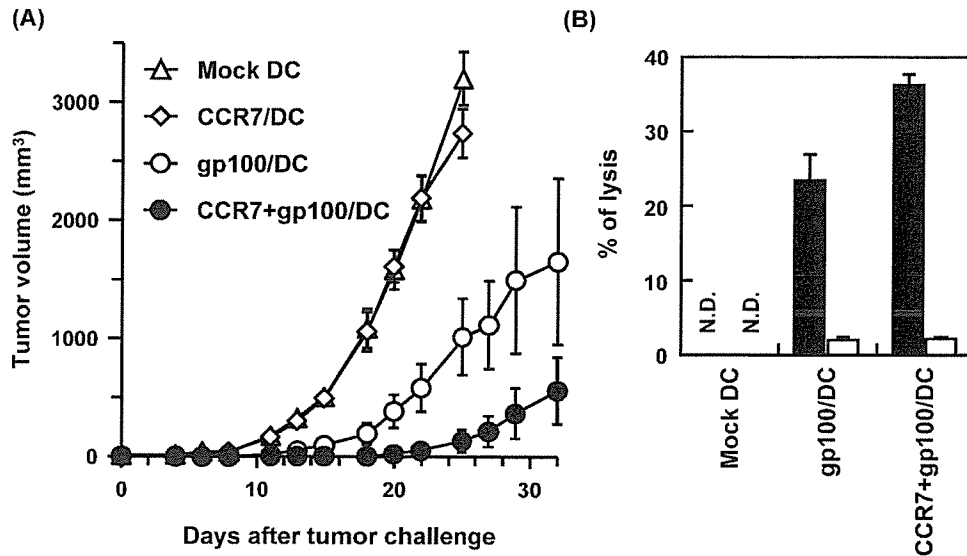 (A)
Mock DC
CCR7/DC
gp100/DC
CCR7+gp100/DC
Tumor volume (mm³)
3000
2000
1000
0
0
10
20
30
Days after tumor challenge
(B)
% of lysis
40
30
20
10
0
N.D.
N.D.
Mock DC
gp100/DC
CCR7+gp100/DC